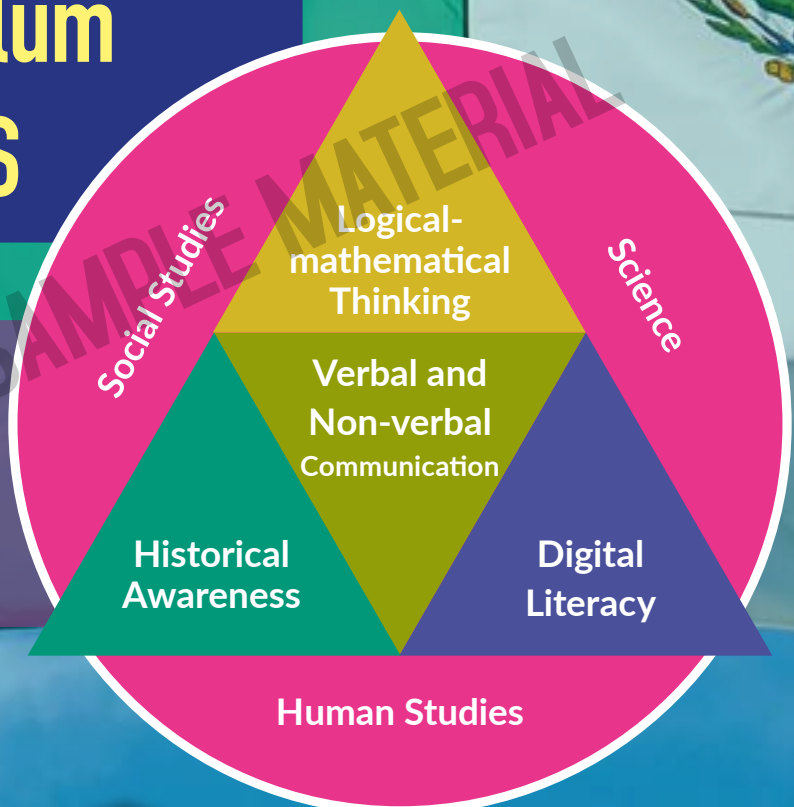 lum
S
SAMPLE MATERIAL
Social Studies
Logical-
mathematical
Thinking
Science
Verbal and
Non-verbal
Communication
Historical
Awareness
Digital
Literacy
Human Studies